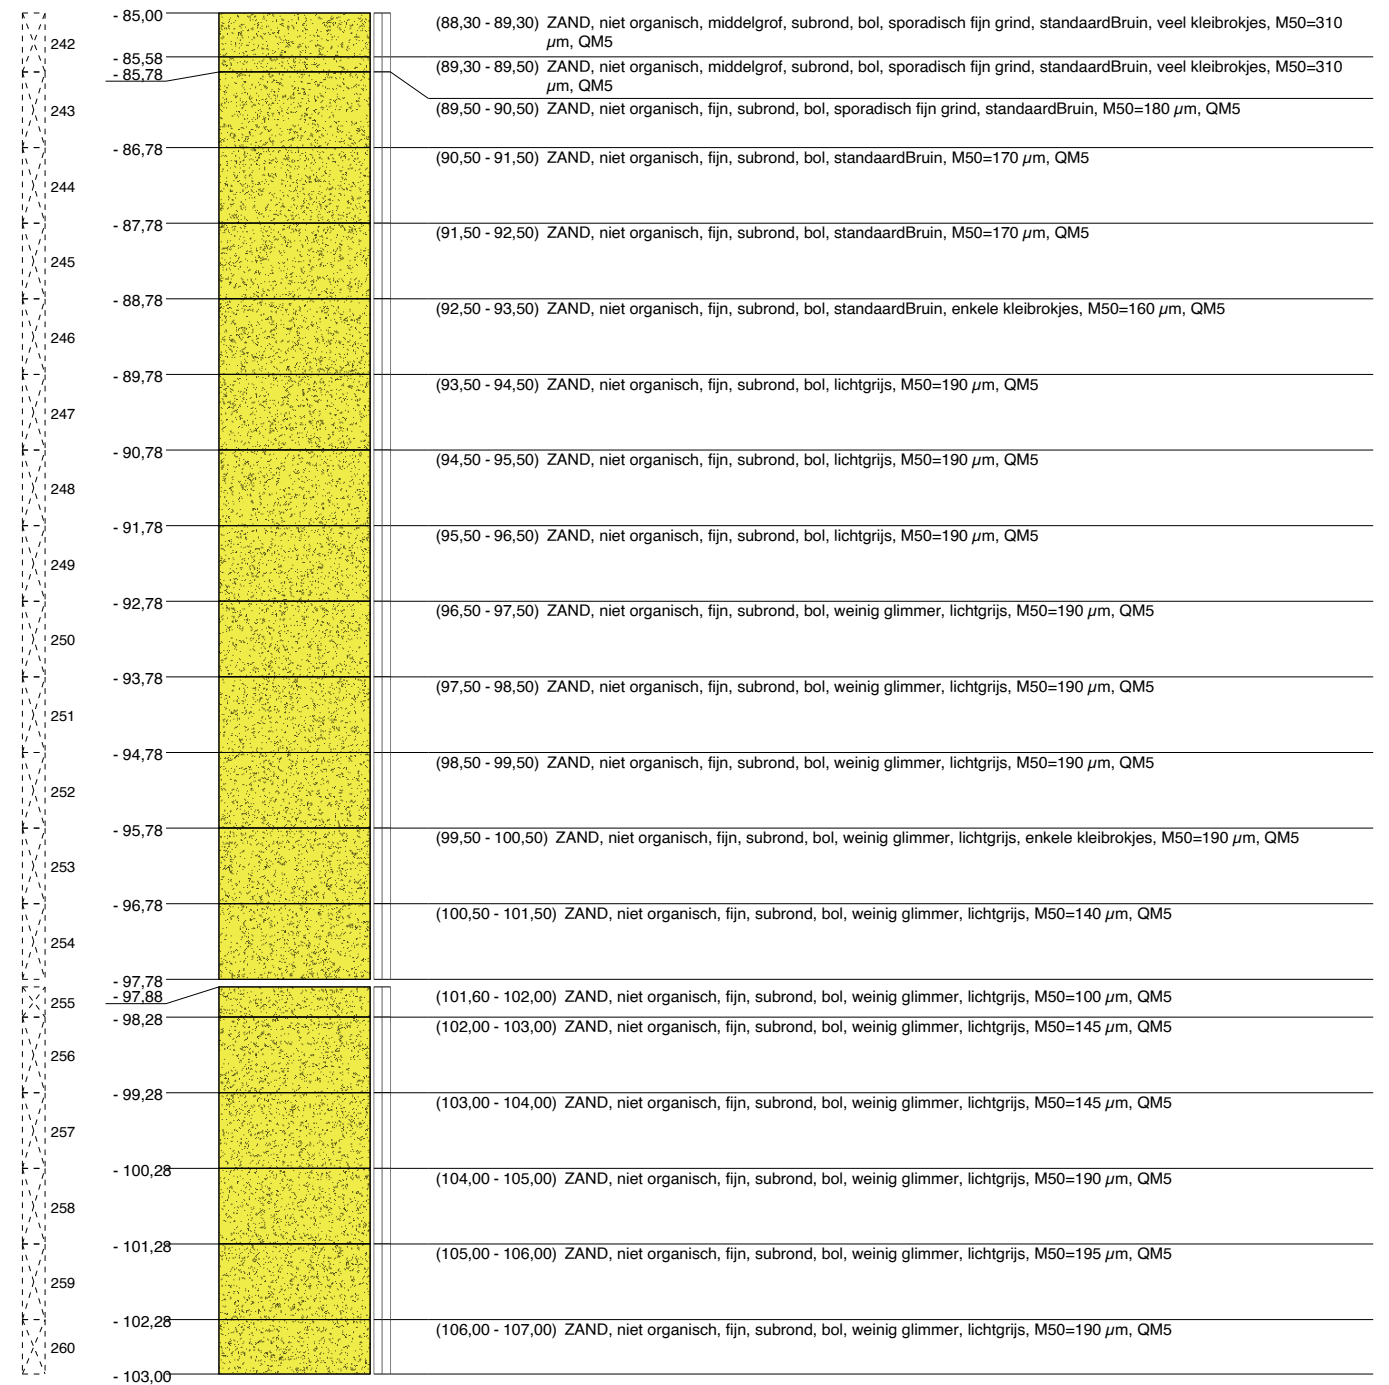 - 85,00 (88,30 - 89,30) ZAND, niet organisch, middelgrof, subrond, bol, sporadisch fijn grind, standaardBruin, veel kleibrokjes, M50=310
µm, QM5
242
- 85,58 (89,30 - 89,50) ZAND, niet organisch, middelgrof, subrond, bol, sporadisch fijn grind, standaardBruin, veel kleibrokjes, M50=310
µm, QM5
- 85,78 (89,50 - 90,50) ZAND, niet organisch, fijn, subrond, bol, sporadisch fijn grind, standaardBruin, M50=180 µm, QM5
243
- 86,78 (90,50 - 91,50) ZAND, niet organisch, fijn, subrond, bol, standaardBruin, M50=170 µm, QM5
244
- 87,78 (91,50 - 92,50) ZAND, niet organisch, fijn, subrond, bol, standaardBruin, M50=170 µm, QM5
245
- 88,78 (92,50 - 93,50) ZAND, niet organisch, fijn, subrond, bol, standaardBruin, enkele kleibrokjes, M50=160 µm, QM5
246
- 89,78 (93,50 - 94,50) ZAND, niet organisch, fijn, subrond, bol, lichtgrijs, M50=190 µm, QM5
247
- 90,78 (94,50 - 95,50) ZAND, niet organisch, fijn, subrond, bol, lichtgrijs, M50=190 µm, QM5
248
- 91,78 (95,50 - 96,50) ZAND, niet organisch, fijn, subrond, bol, lichtgrijs, M50=190 µm, QM5
249
- 92,78 (96,50 - 97,50) ZAND, niet organisch, fijn, subrond, bol, weinig glimmer, lichtgrijs, M50=190 µm, QM5
250
- 93,78 (97,50 - 98,50) ZAND, niet organisch, fijn, subrond, bol, weinig glimmer, lichtgrijs, M50=190 µm, QM5
251
- 94,78 (98,50 - 99,50) ZAND, niet organisch, fijn, subrond, bol, weinig glimmer, lichtgrijs, M50=190 µm, QM5
252
- 95,78 (99,50 - 100,50) ZAND, niet organisch, fijn, subrond, bol, weinig glimmer, lichtgrijs, enkele kleibrokjes, M50=190 µm, QM5
253
- 96,78 (100,50 - 101,50) ZAND, niet organisch, fijn, subrond, bol, weinig glimmer, lichtgrijs, M50=140 µm, QM5
254
- 97,78
- 97,88 (101,60 - 102,00) ZAND, niet organisch, fijn, subrond, bol, weinig glimmer, lichtgrijs, M50=100 µm, QM5
255
- 98,28 (102,00 - 103,00) ZAND, niet organisch, fijn, subrond, bol, weinig glimmer, lichtgrijs, M50=145 µm, QM5
256
- 99,28 (103,00 - 104,00) ZAND, niet organisch, fijn, subrond, bol, weinig glimmer, lichtgrijs, M50=145 µm, QM5
257
- 100,28 (104,00 - 105,00) ZAND, niet organisch, fijn, subrond, bol, weinig glimmer, lichtgrijs, M50=190 µm, QM5
258
- 101,28 (105,00 - 106,00) ZAND, niet organisch, fijn, subrond, bol, weinig glimmer, lichtgrijs, M50=195 µm, QM5
259
- 102,28 (106,00 - 107,00) ZAND, niet organisch, fijn, subrond, bol, weinig glimmer, lichtgrijs, M50=190 µm, QM5
260
- 103,00